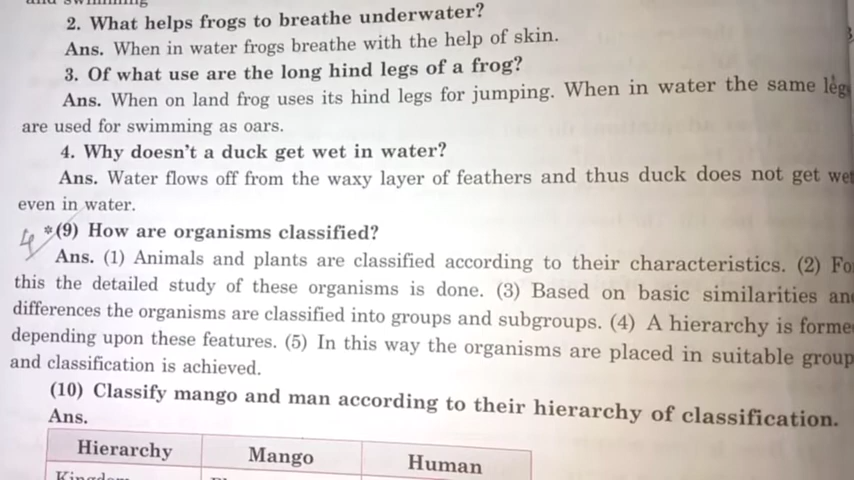 and swimming
2. What helps frogs to breathe underwater?
Ans. When in water frogs breathe with the help of skin.
3. Of what use are the long hind legs of a frog?
Ans. When on land frog uses its hind legs for jumping. When in water the same leg
are used for swimming as oars.
4. Why doesn't a duck get wet in water?
Ans. Water flows off from the waxy layer of feathers and thus duck does not get wet
even in water.
4 *(9) How are organisms classified?
Ans. (1) Animals and plants are classified according to their characteristics. (2) Fo
this the detailed study of these organisms is done. (3) Based on basic similarities an
differences the organisms are classified into groups and subgroups. (4) A hierarchy is forme
depending upon these features. (5) In this way the organisms are placed in suitable group
and classification is achieved.
(10) Classify mango and man according to their hierarchy of classification.
Ans.
Hierarchy Mango Human
Kingdom